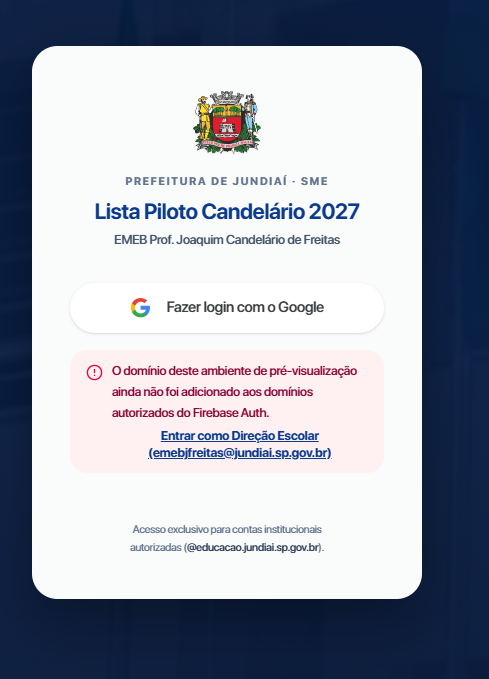 PREFEITURA DE JUNDIAÍ · SME
Lista Piloto Candelário 2027
EMEB Prof. Joaquim Candelário de Freitas
Fazer login com o Google
O domínio deste ambiente de pré-visualização
ainda não foi adicionado aos domínios
autorizados do Firebase Auth.
Entrar como Direção Escolar
(emebjfreitas@jundiai.sp.gov.br)
Acesso exclusivo para contas institucionais
autorizadas (@educacao.jundiai.sp.gov.br).